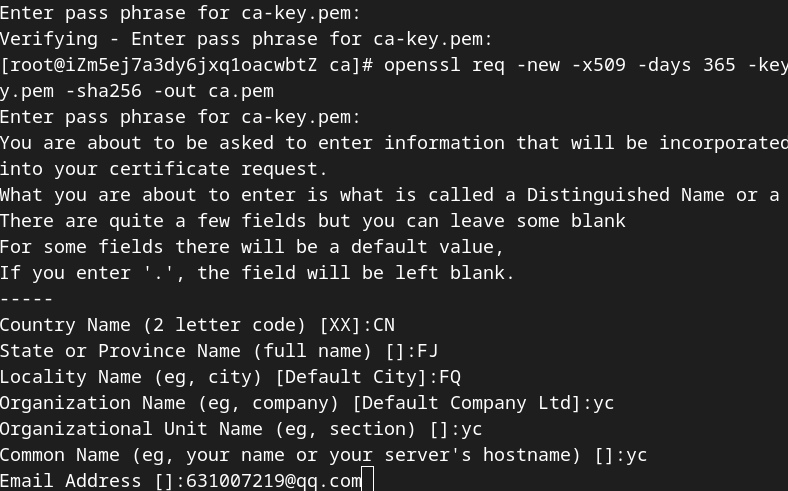 Enter pass phrase for ca-key.pem:
Verifying - Enter pass phrase for ca-key.pem:
[root@iZm5ej7a3dy6jxq1oacwbtZ ca]# openssl req -new -x509 -days 365 -key
y.pem -sha256 -out ca.pem
Enter pass phrase for ca-key.pem:
You are about to be asked to enter information that will be incorporated
into your certificate request.
What you are about to enter is what is called a Distinguished Name or a
There are quite a few fields but you can leave some blank
For some fields there will be a default value,
If you enter '.', the field will be left blank.
-----
Country Name (2 letter code) [XX]:CN
State or Province Name (full name) []:FJ
Locality Name (eg, city) [Default City]:FQ
Organization Name (eg, company) [Default Company Ltd]:yc
Organizational Unit Name (eg, section) []:yc
Common Name (eg, your name or your server's hostname) []:yc
Email Address []:631007219@qq.com